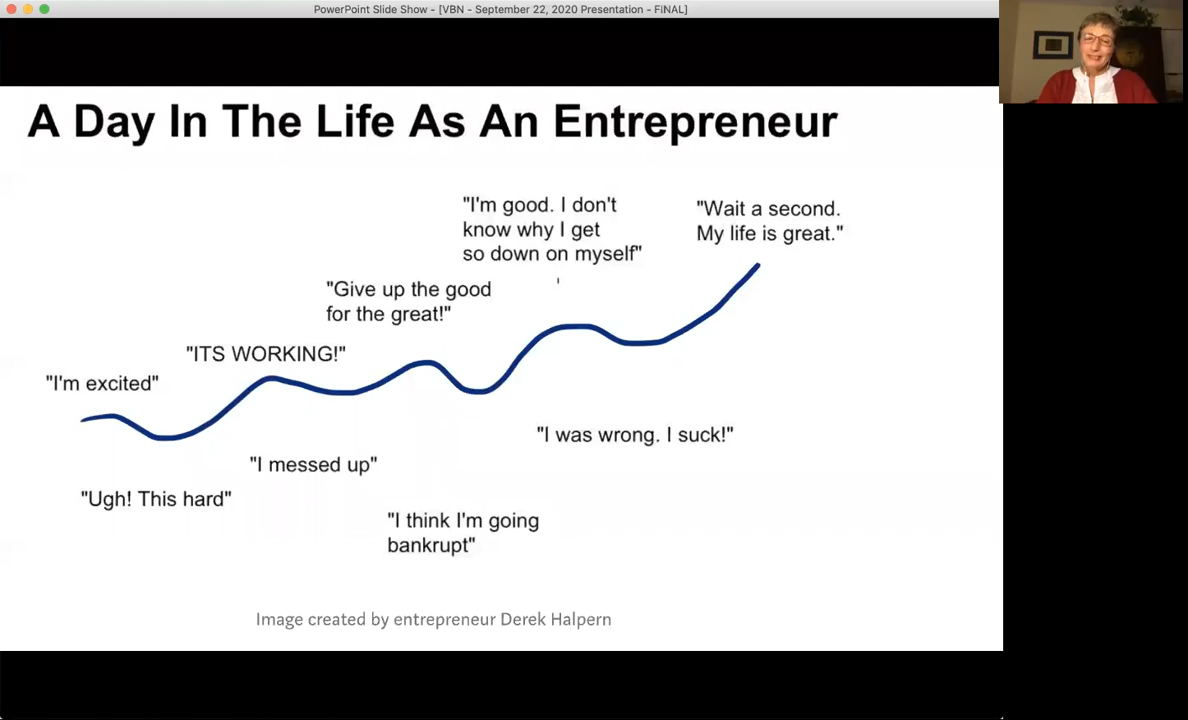 PowerPoint Slide Show - [VBN - September 22, 2020 Presentation - FiNAL]
A Day In The Life As An Entrepreneur
"I'm excited"
"Ugh! This hard"
"ITS WORKING!"
"I messed up"
"Give up the good
for the great!"
"I think I'm going
bankrupt"
"I'm good. I don't
know why I get
so down on myself"
"I was wrong. I suck!"
"Wait a second.
My life is great."
Image created by entrepreneur Derek Halpern